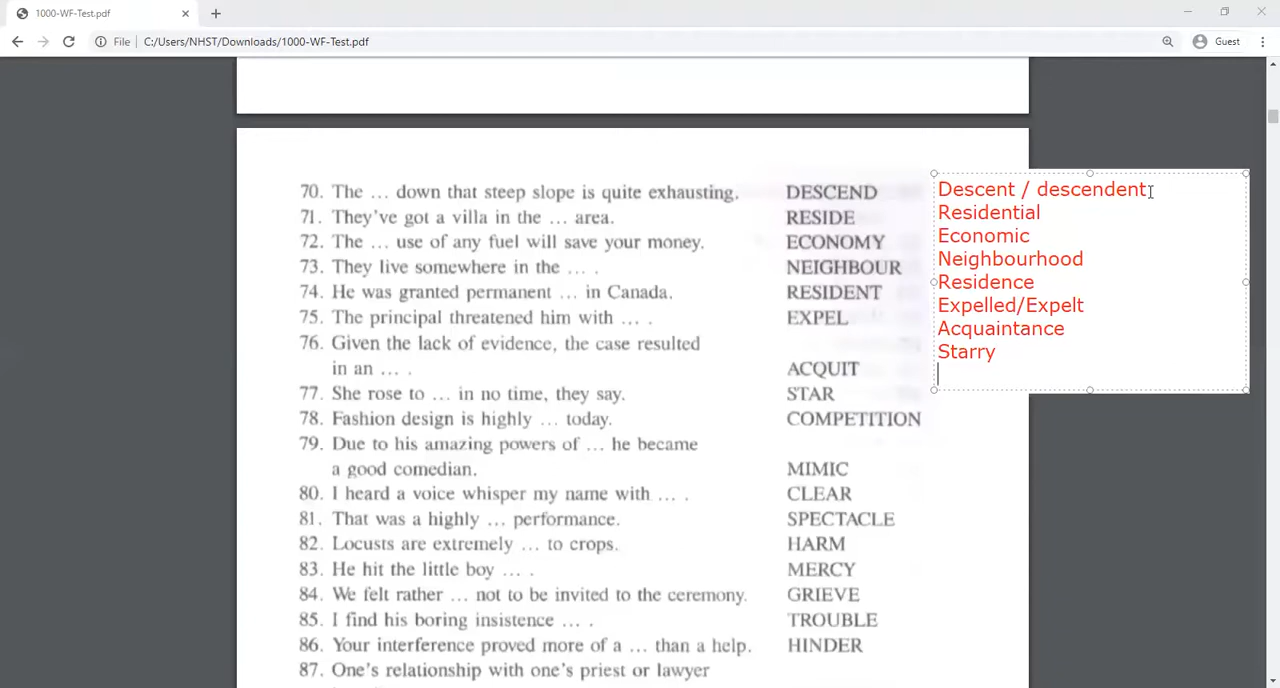 1000-WF-Test.pdf
File C:/Users/NHST/Downloads/1000-WF-Test.pdf Guest
70. The ... down that steep slope is quite exhausting. DESCEND
71. They've got a villa in the ... area. RESIDE
72. The ... use of any fuel will save your money. ECONOMY
73. They live somewhere in the ... . NEIGHBOUR
74. He was granted permanent ... in Canada. RESIDENT
75. The principal threatened him with ... . EXPEL
76. Given the lack of evidence, the case resulted
in an ... . ACQUIT
77. She rose to ... in no time, they say. STAR
78. Fashion design is highly ... today. COMPETITION
79. Due to his amazing powers of ... he became
a good comedian. MIMIC
80. I heard a voice whisper my name with ... . CLEAR
81. That was a highly ... performance. SPECTACLE
82. Locusts are extremely ... to crops. HARM
83. He hit the little boy ... . MERCY
84. We felt rather ... not to be invited to the ceremony. GRIEVE
85. I find his boring insistence ... . TROUBLE
86. Your interference proved more of a ... than a help. HINDER
87. One's relationship with one's priest or lawyer
Descent / descendent
Residential
Economic
Neighbourhood
Residence
Expelled/Expelt
Acquaintance
Starry